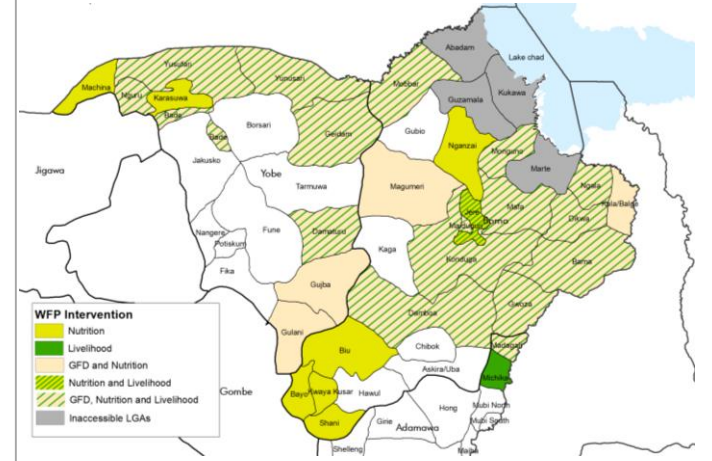 Abadam
Lake chad
Yusufari
Yunusari
Mobbar
Machina
Nguru
Karasuwa
Guzamala
Kukawa
Bade
Borsari
Geidam
Gubio
Nganzai
Monguno
Bade
Marte
Jigawa
Jakusko
Yobe
Ngala
Magumeri
Kala/Balge
Tarmuwa
Jere
Mafa
Borno
Dikwa
Nangere
Fune
Damaturu
Potiskum
Kaga
Konduga
Bama
Fika
Gujba
Damboa
Gwoza
Gulani
Biu
Chibok
Madagali
Askira/Uba
Michika
Gombe
Bayo
Kwaya Kusar
Hawul
Mubi North
Hong
Mubi South
Shani
Girie
Adamawa
Shelleng
WFP Intervention
Nutrition
Livelihood
GFD and Nutrition
Nutrition and Livelihood
GFD, Nutrition and Livelihood
Inaccessible LGAs